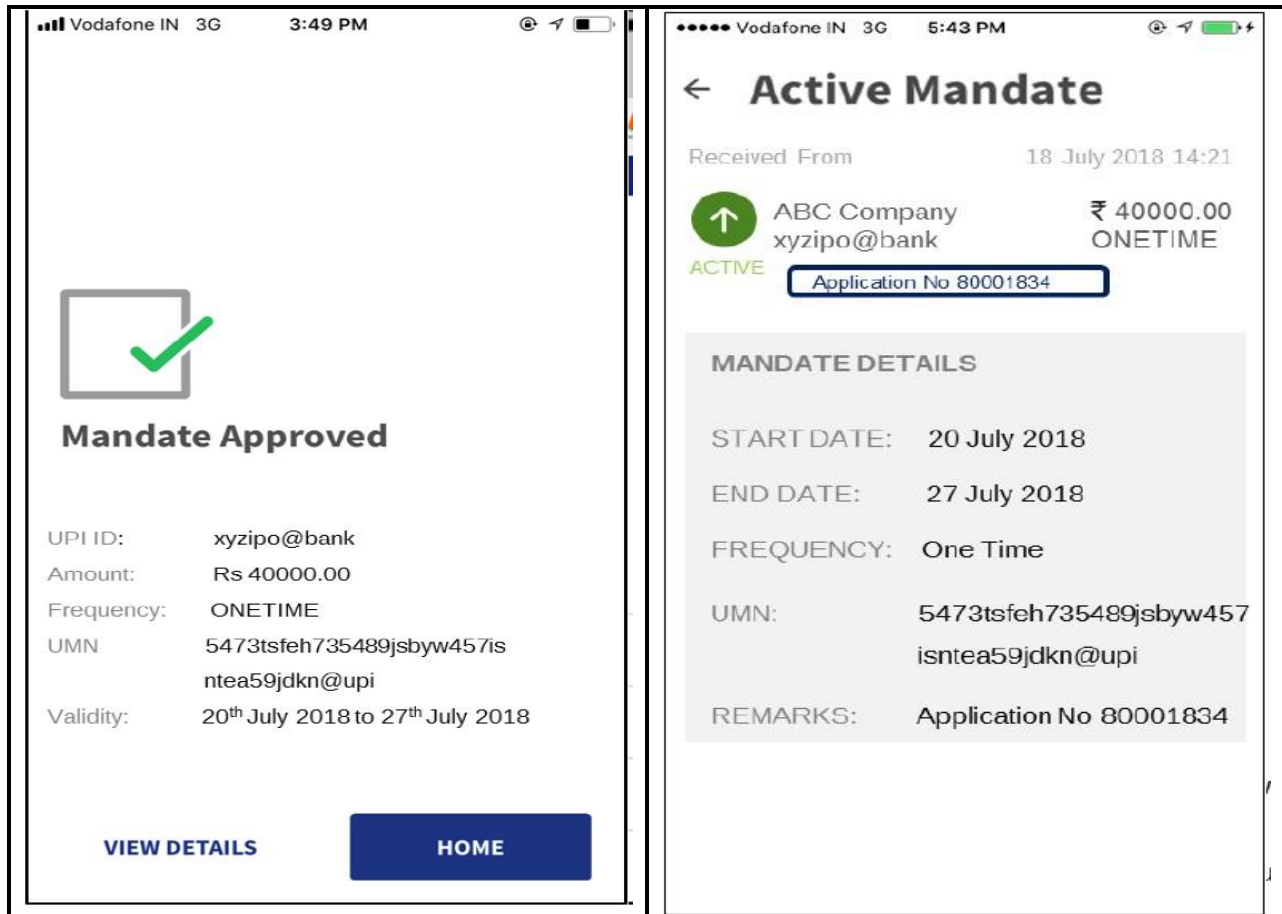 Vodafone IN 3G 3:49 PM
Mandate Approved
UPI ID: xyzipo@bank
Amount: Rs 40000.00
Frequency: ONETIME
UMN 5473tsfeh735489jsbyw457is
ntea59jdkn@upi
Validity: 20th July 2018 to 27th July 2018
VIEW DETAILS HOME
Vodafone IN 3G 5:43 PM
← Active Mandate
Received From 18 July 2018 14:21
ABC Company ₹ 40000.00
xyzipo@bank ONETIME
ACTIVE
Application No 80001834
MANDATE DETAILS
START DATE: 20 July 2018
END DATE: 27 July 2018
FREQUENCY: One Time
UMN: 5473tsfeh735489jsbyw457
isntea59jdkn@upi
REMARKS: Application No 80001834